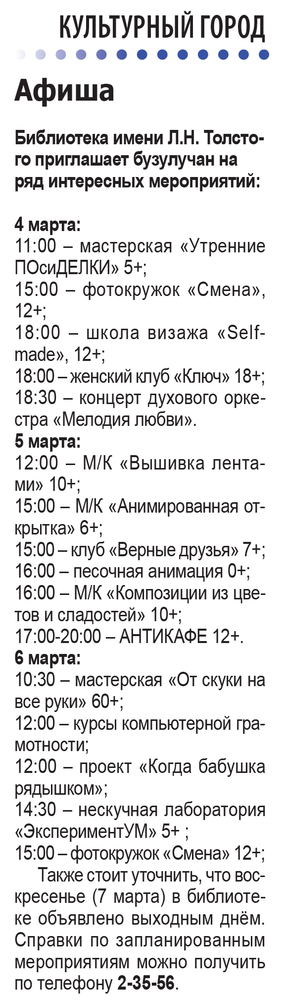 КУЛЬТУРНЫЙ ГОРОД
Афиша
Библиотека имени Л.Н. Толсто-
го приглашает бузулучан на
ряд интересных мероприятий:
4 марта:
11:00 – мастерская «Утренние
ПОсиДЕЛКИ» 5+;
15:00 – фотокружок «Смена»,
12+;
18:00 – школа визажа «Self-
made», 12+;
18:00 – женский клуб «Ключ» 18+;
18:30 – концерт духового орке-
стра «Мелодия любви».
5 марта:
12:00 – М/К «Вышивка лента-
ми» 10+;
15:00 – М/К «Анимированная от-
крытка» 6+;
15:00 – клуб «Верные друзья» 7+;
16:00 – песочная анимация 0+;
16:00 – М/К «Композиции из цве-
тов и сладостей» 10+;
17:00-20:00 – АНТИКАФЕ 12+.
6 марта:
10:30 – мастерская «От скуки на
все руки» 60+;
12:00 – курсы компьютерной гра-
мотности;
12:00 – проект «Когда бабушка
рядышком»;
14:30 – нескучная лаборатория
«ЭкспериментУМ» 5+ ;
15:00 – фотокружок «Смена» 12+;
Также стоит уточнить, что вос-
кресенье (7 марта) в библиоте-
ке объявлено выходным днём.
Справки по запланированным
мероприятиям можно получить
по телефону 2-35-56.